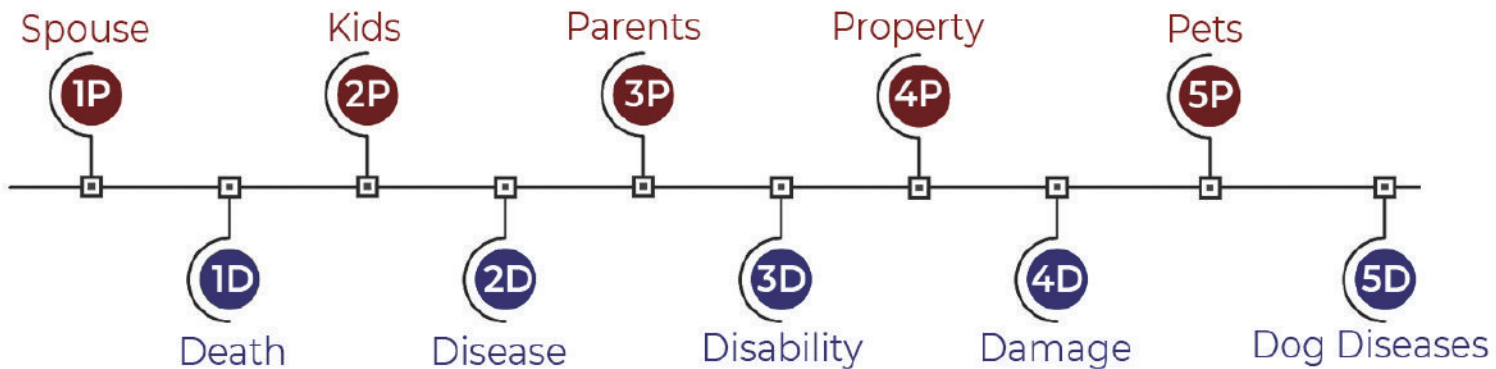 Spouse Kids Parents Property Pets
1P 2P 3P 4P 5P
1D 2D 3D 4D 5D
Death Disease Disability Damage Dog Diseases